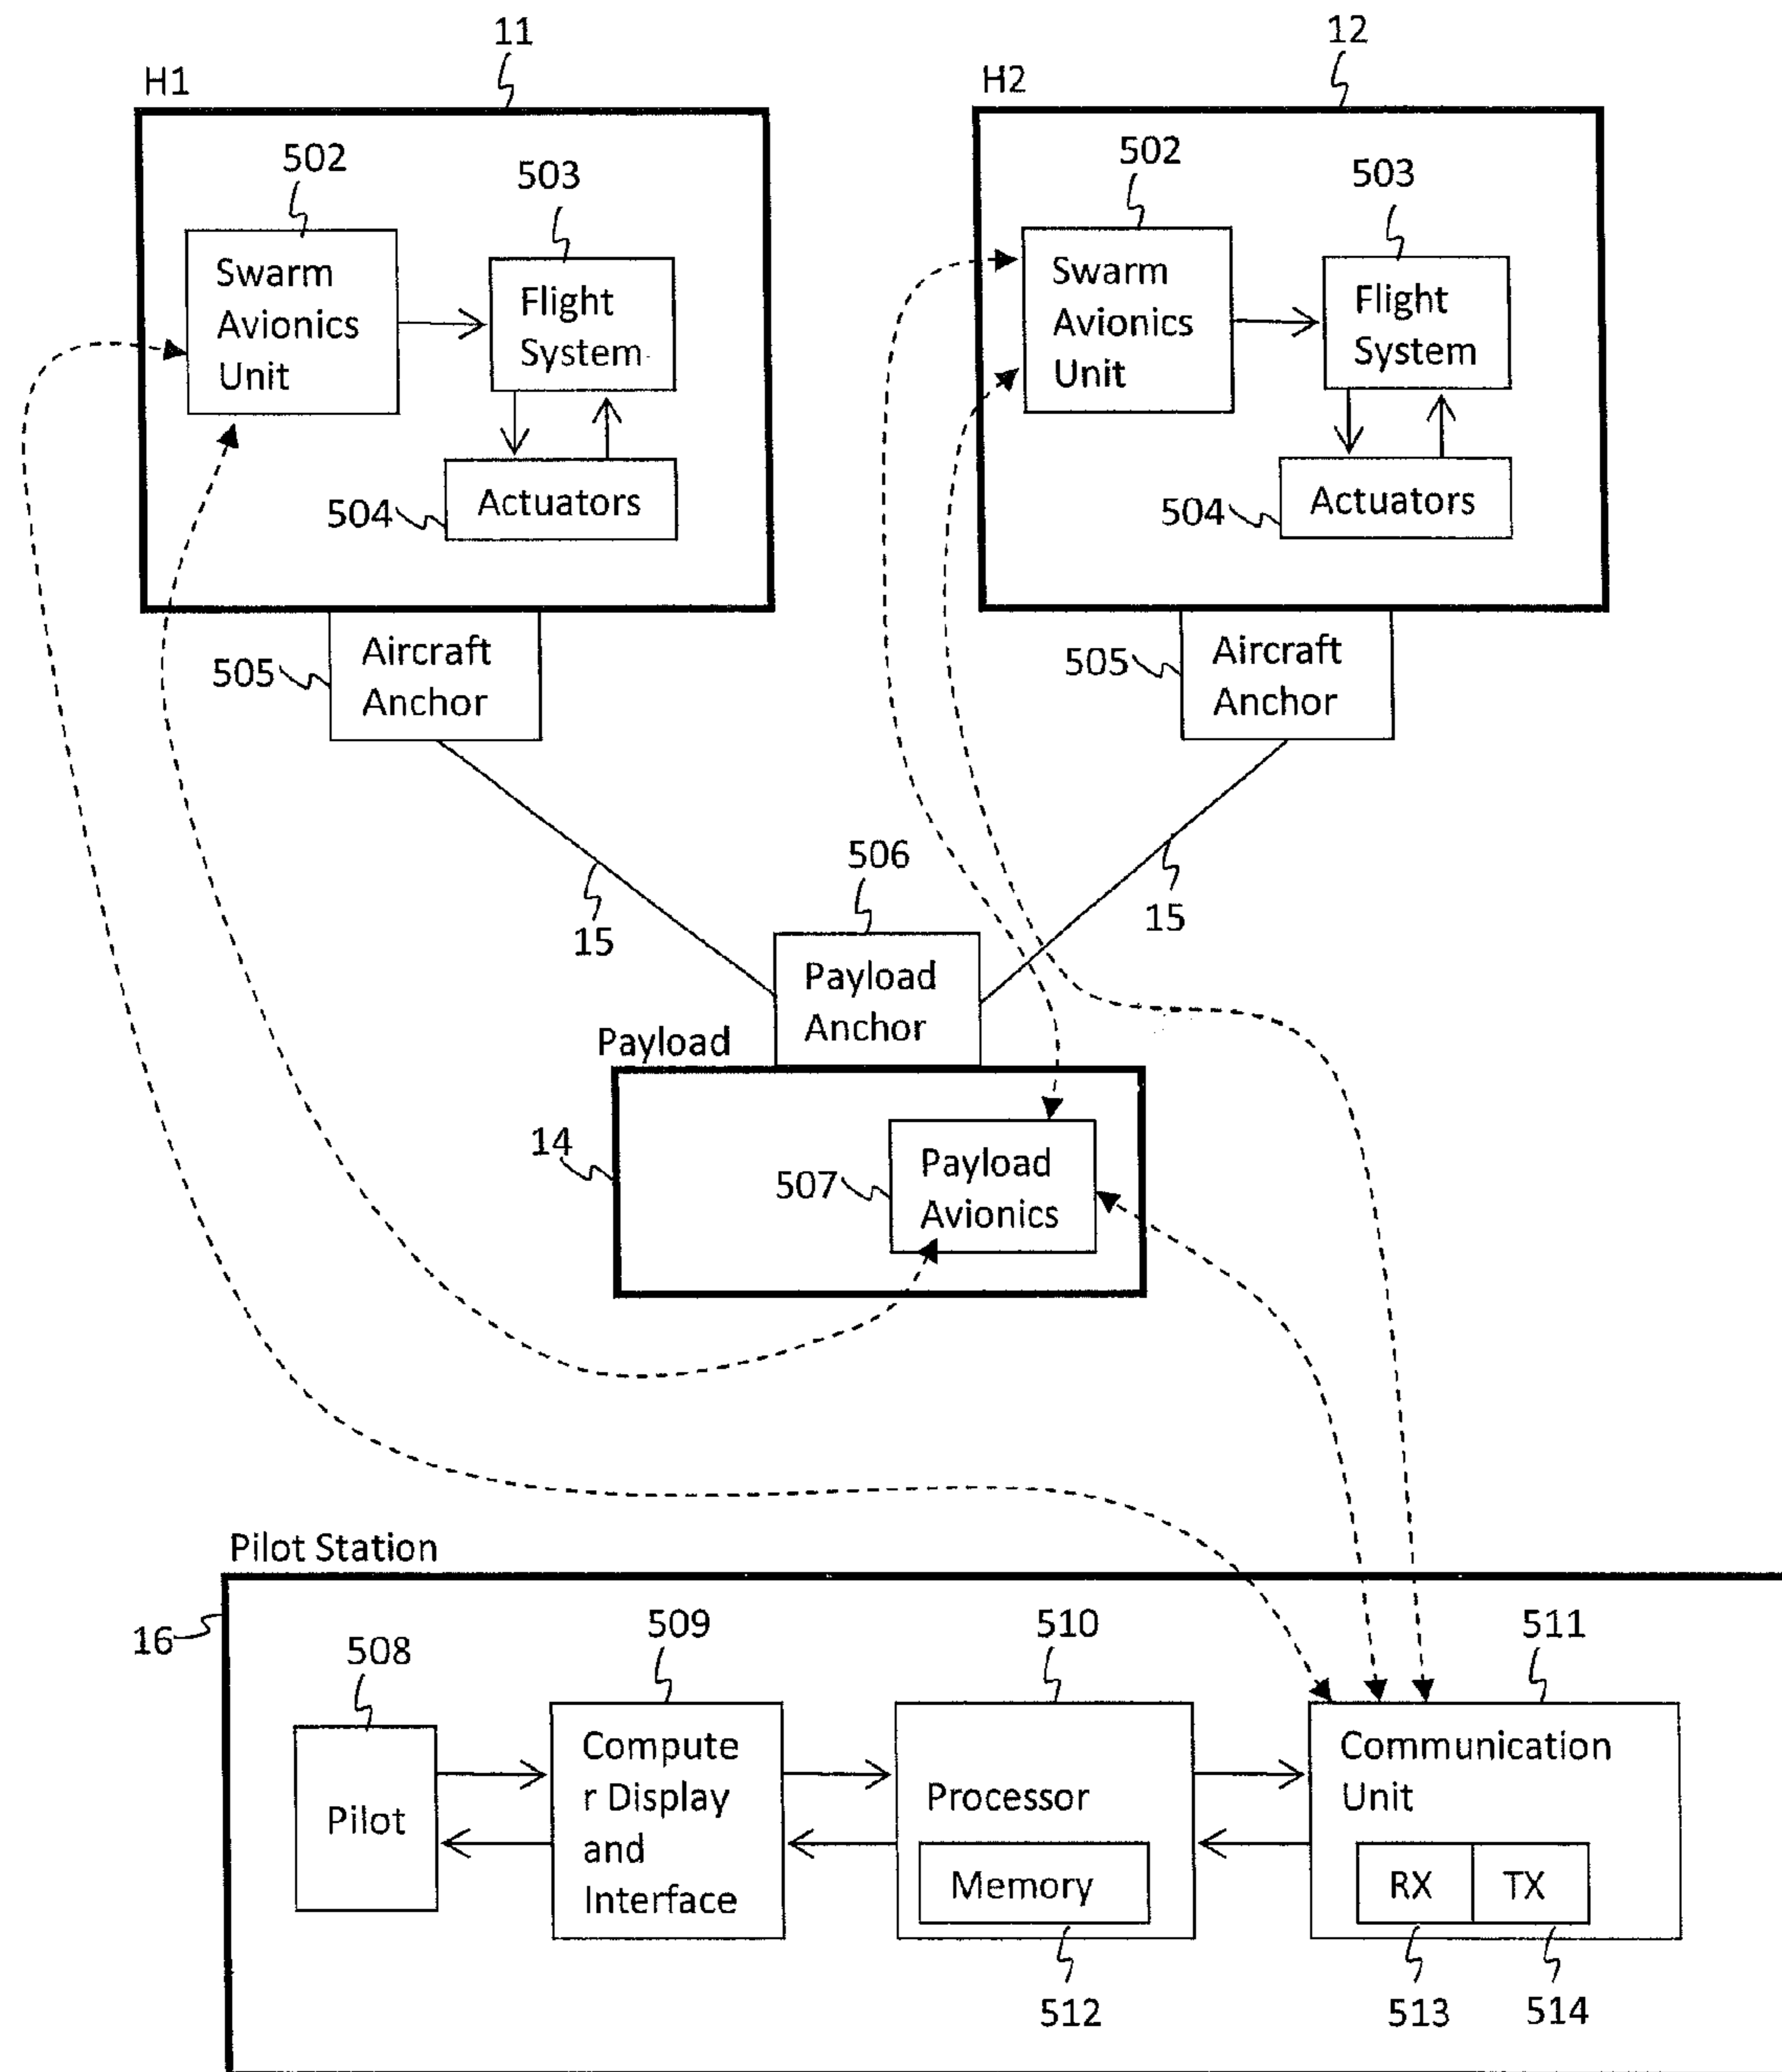 11
12
H1
H2
502
503
502
503
Swarm
Avionics
Unit
Flight
System
Swarm
Avionics
Unit
Flight
System
504
Actuators
504
Actuators
505
Aircraft
Anchor
505
Aircraft
Anchor
506
15
15
Payload
Anchor
Payload
14
507
Payload
Avionics
Pilot Station
16
508
509
510
511
Pilot
Compute
r Display
and
Interface
Processor
Memory
Communication
Unit
RX
TX
512
513
514